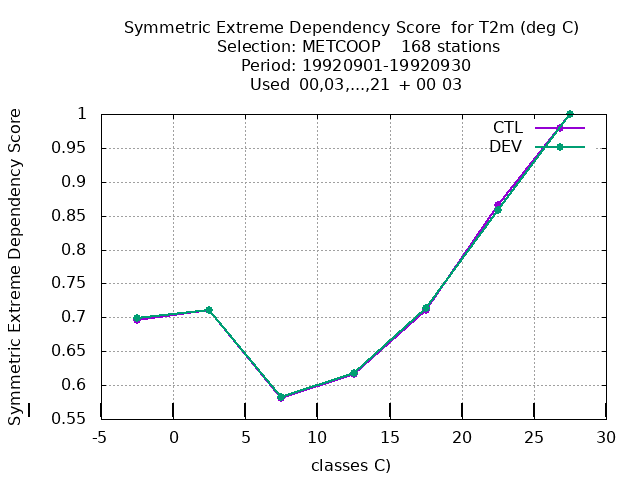 Symmetric Extreme Dependency Score  for T2m (deg C)
Selection: METCOOP    168 stations
Period: 19920901-19920930
Used  00,03,...,21  + 00 03
Symmetric Extreme Dependency Score
1
0.95
0.9
0.85
0.8
0.75
0.7
0.65
0.6
0.55
CTL
DEV
-5 0 5 10 15 20 25 30
classes C)